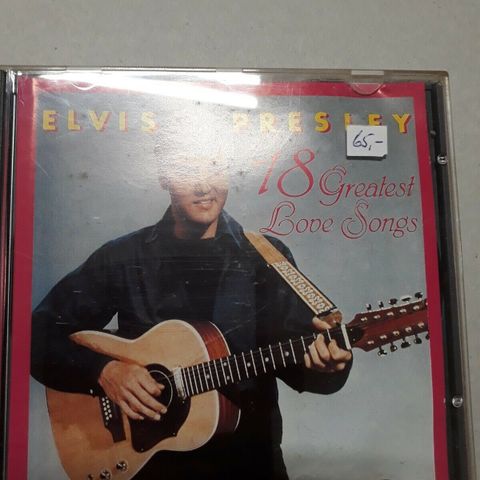 ELVIS PRESLEY
65,-
18 Greatest
Love Songs